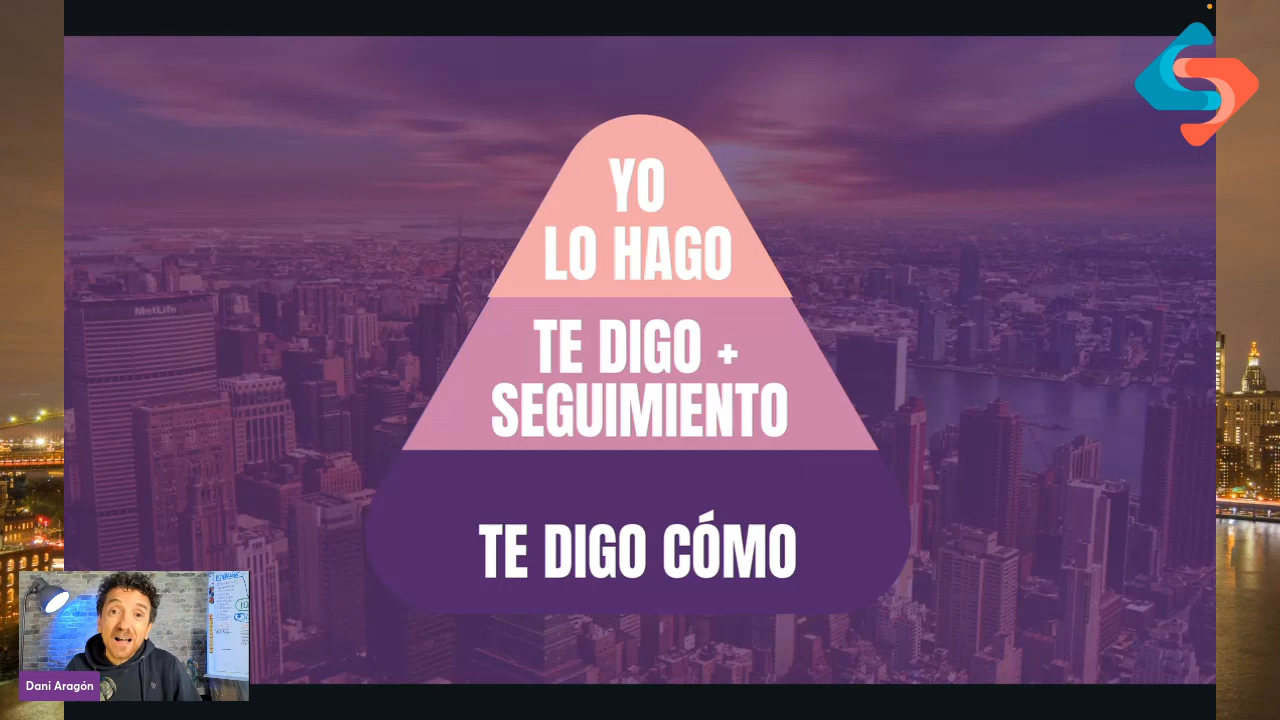 YO
LO HAGO
TE DIGO +
SEGUIMIENTO
TE DIGO CÓMO
MetLife
Dani Aragón